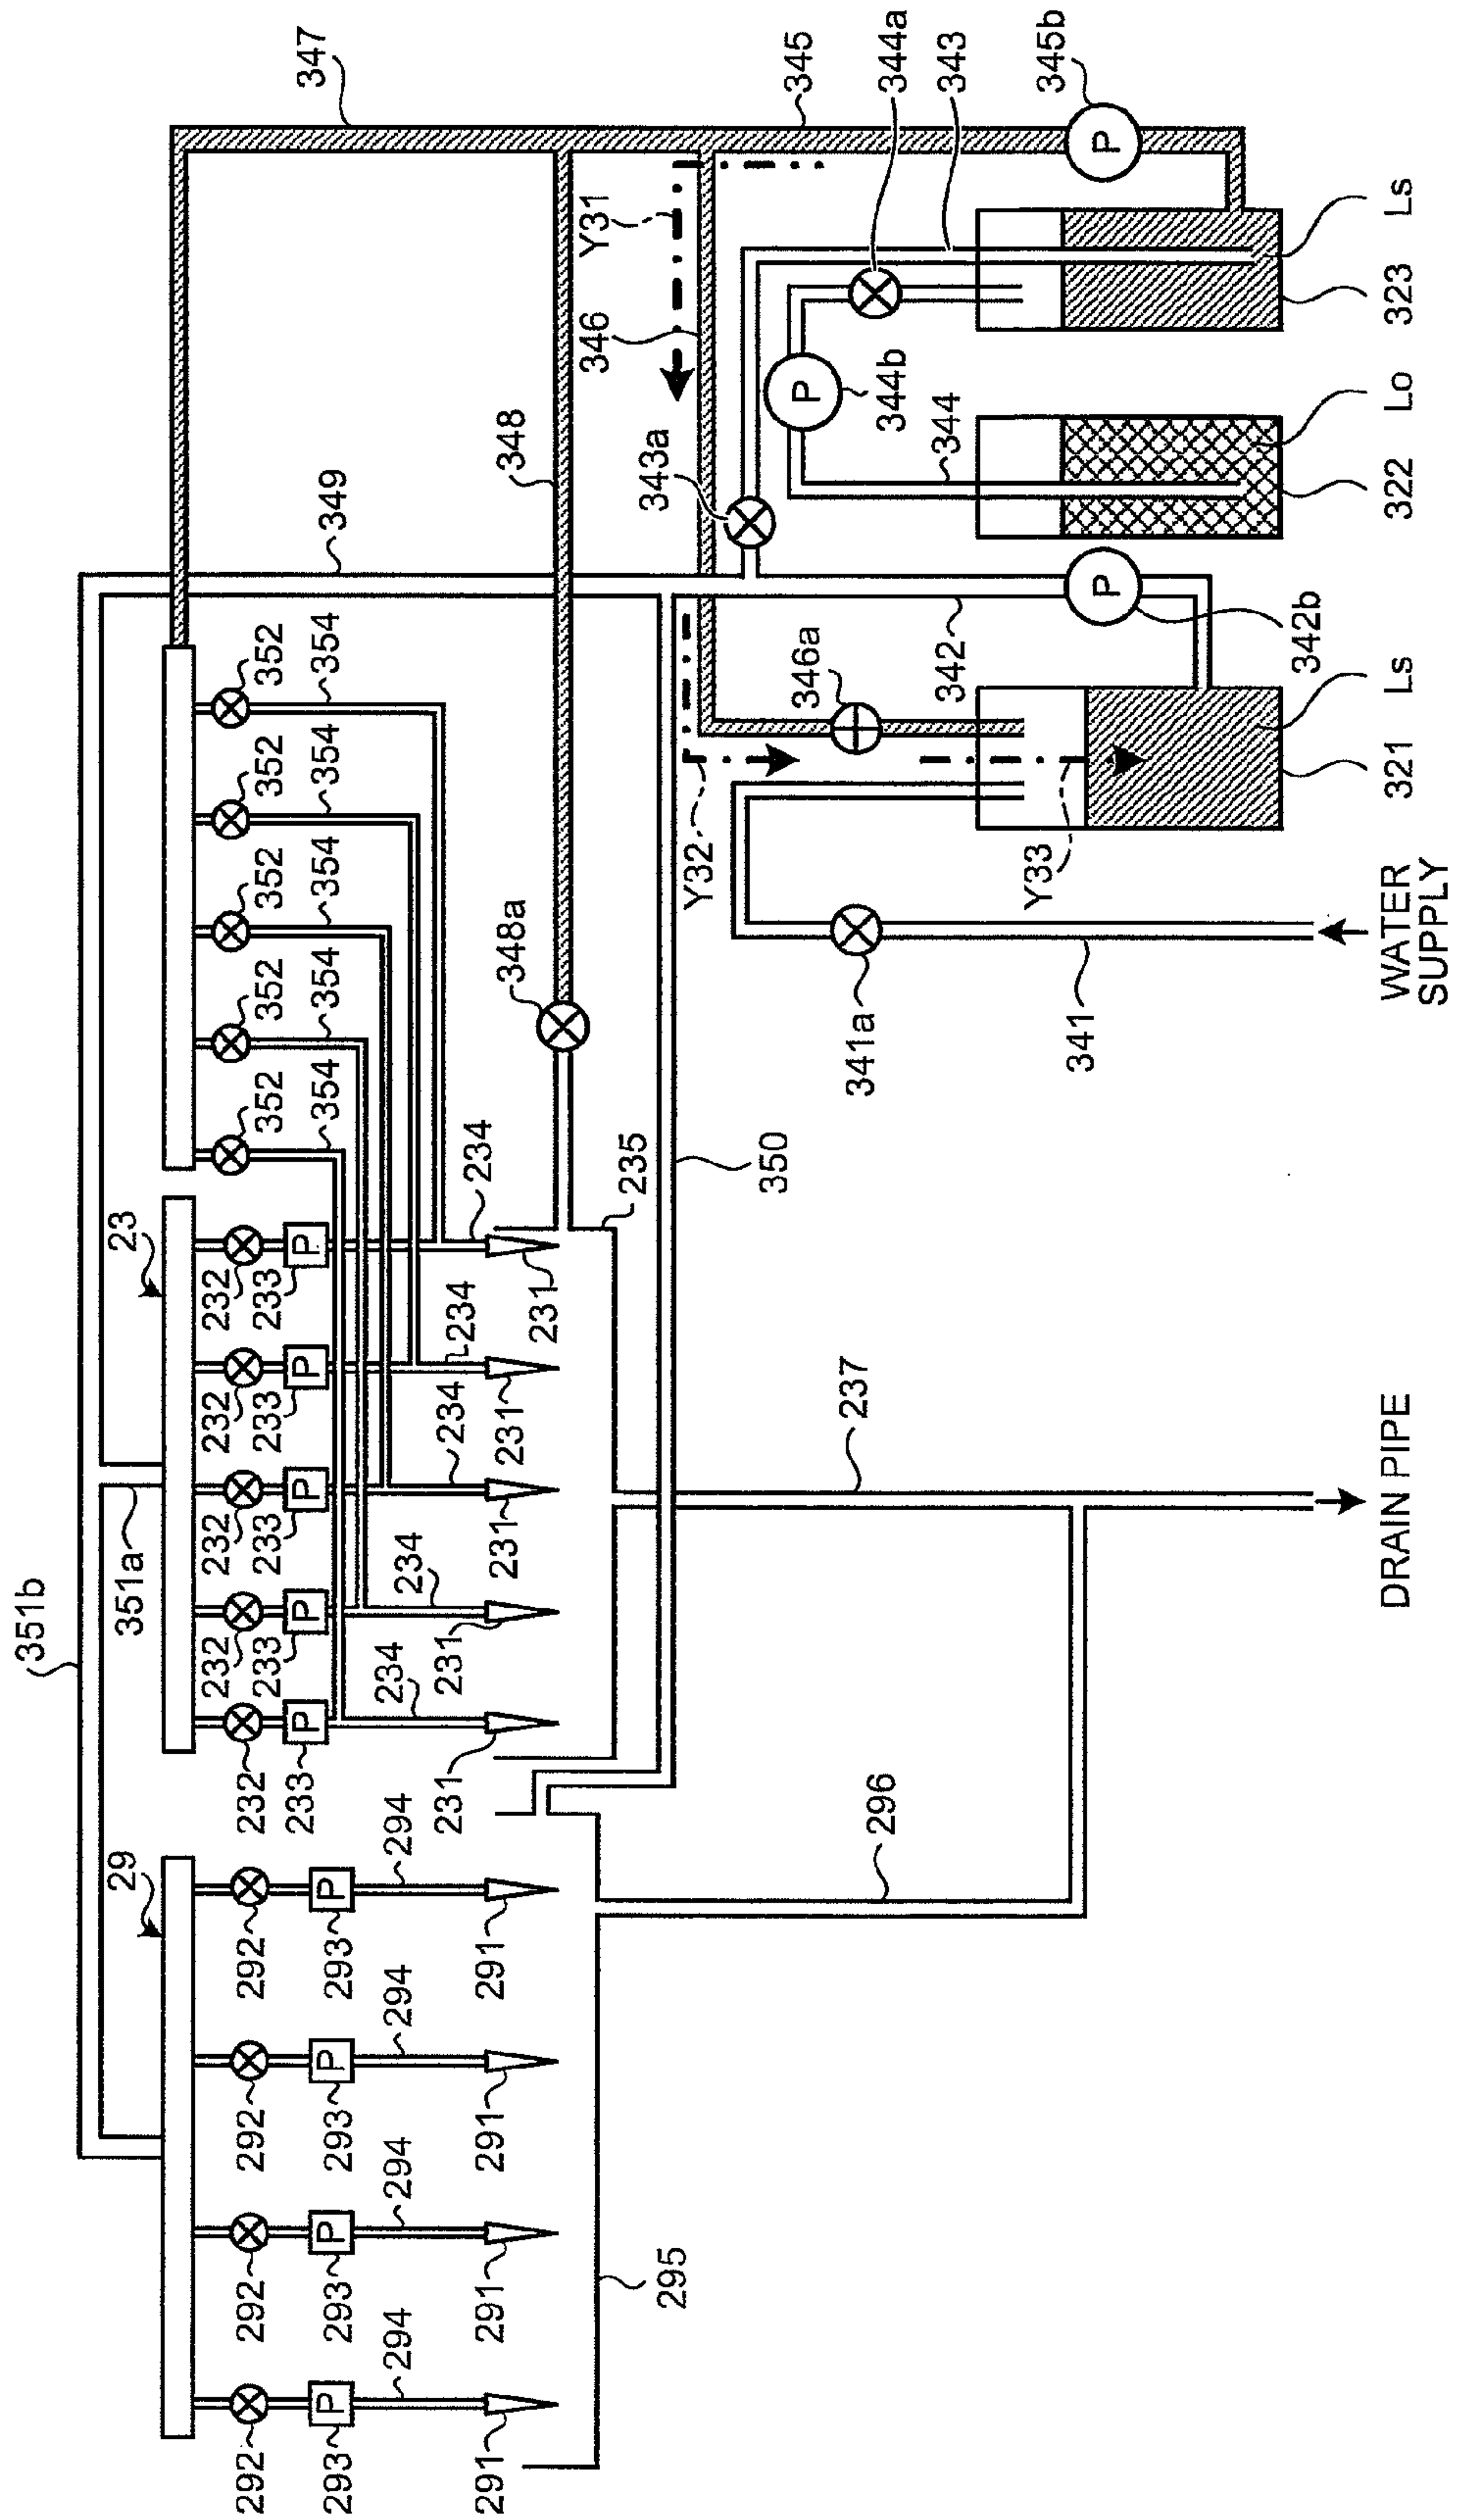 351b
29
351a
23
349
347
292
292
292
292
232
232
232
232
232
352
352
352
352
352
293
293
293
293
233
233
233
233
233
354
354
354
354
354
P
P
P
P
P
P
P
P
P
294
294
294
294
234
234
234
234
234
291
291
291
291
231
231
231
231
231
348a
348
346
Y31
345
295
235
343a
Y32
350
346a
344b
344a
P
296
237
341a
342
344
343
345b
341
Y33
P
P
342b
DRAIN PIPE
WATER
SUPPLY
321
Ls
322
Lo
323
Ls